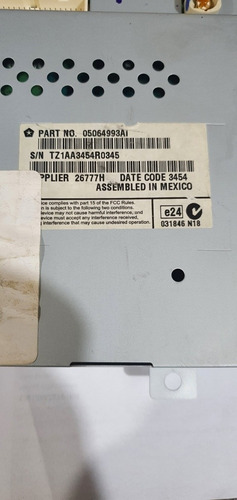 PART NO. 05064993AI
S/N TZ1AA3454R0345
PPLIER 26777H DATE CODE 3454
ASSEMBLED IN MEXICO
ice complies with part 15 of the FCC Rules.
on is subject to the following two conditions.
device may not cause harmful interference, and
device must accept any interference received,
interference that may cause undesired operation.
e24
031846 N18